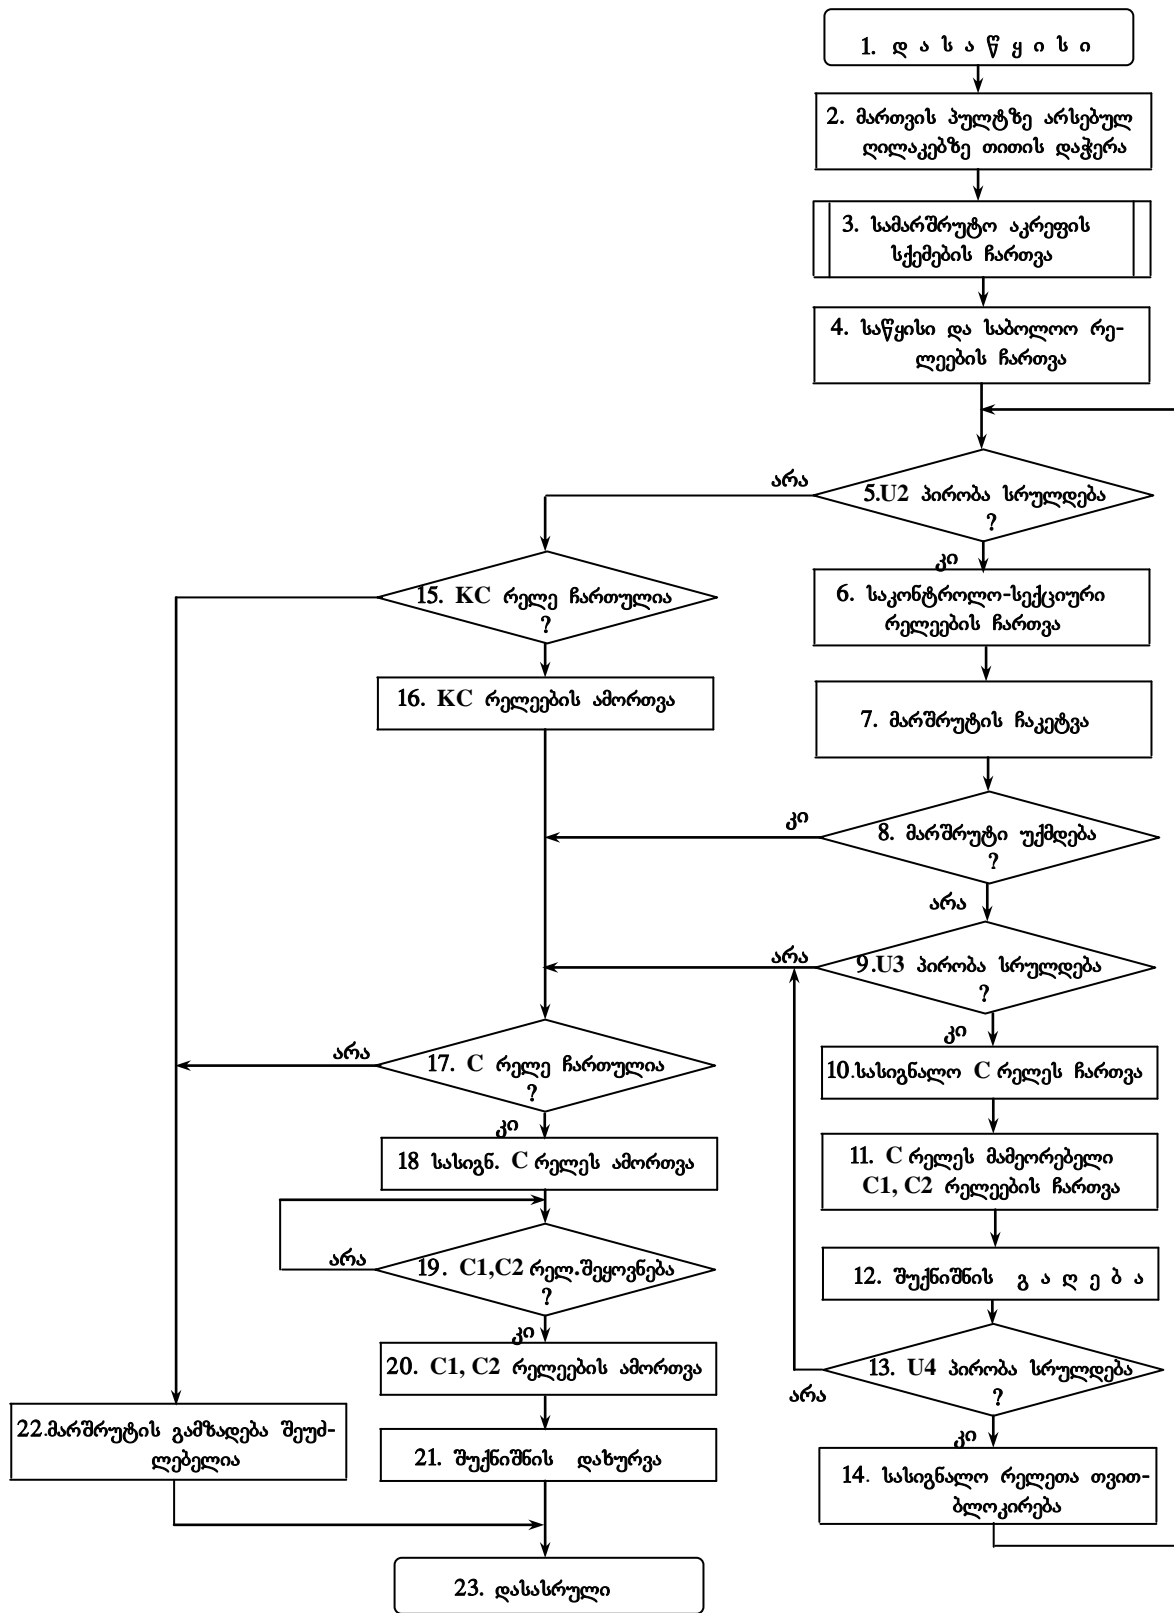 1. დ ა ს ა წ ყ ი ს ი
2. მართვის პულტზე არსებულ
ღილაკებზე თითის დაჭერა
3. სამარშრუტო აკრეფის
სქემების ჩართვა
4. საწყისი და საბოლოო რე-
ლეების ჩართვა
არა
5.U2 პირობა სრულდება
?
კი
15. KC რელე ჩართულია
?
6. საკონტროლო-სექციური
რელეების ჩართვა
16. KC რელეების ამორთვა
7. მარშრუტის ჩაკეტვა
კი
8. მარშრუტი უქმდება
?
არა
არა
9.U3 პირობა სრულდება
?
კი
არა
17. C რელე ჩართულია
?
კი
10.სასიგნალო C რელეს ჩართვა
18 სასიგნ. C რელეს ამორთვა
11. C რელეს მამეორებელი
C1, C2 რელეების ჩართვა
არა
19. C1,C2 რელ.შეყოვნება
?
კი
12. შუქნიშნის გ ა ღ ე ბ ა
20. C1, C2 რელეების ამორთვა
13. U4 პირობა სრულდება
?
არა
კი
22.მარშრუტის გამზადება შეუძ-
ლებელია
21. შუქნიშნის დახურვა
14. სასიგნალო რელეთა თვით-
ბლოკირება
23. დასასრული